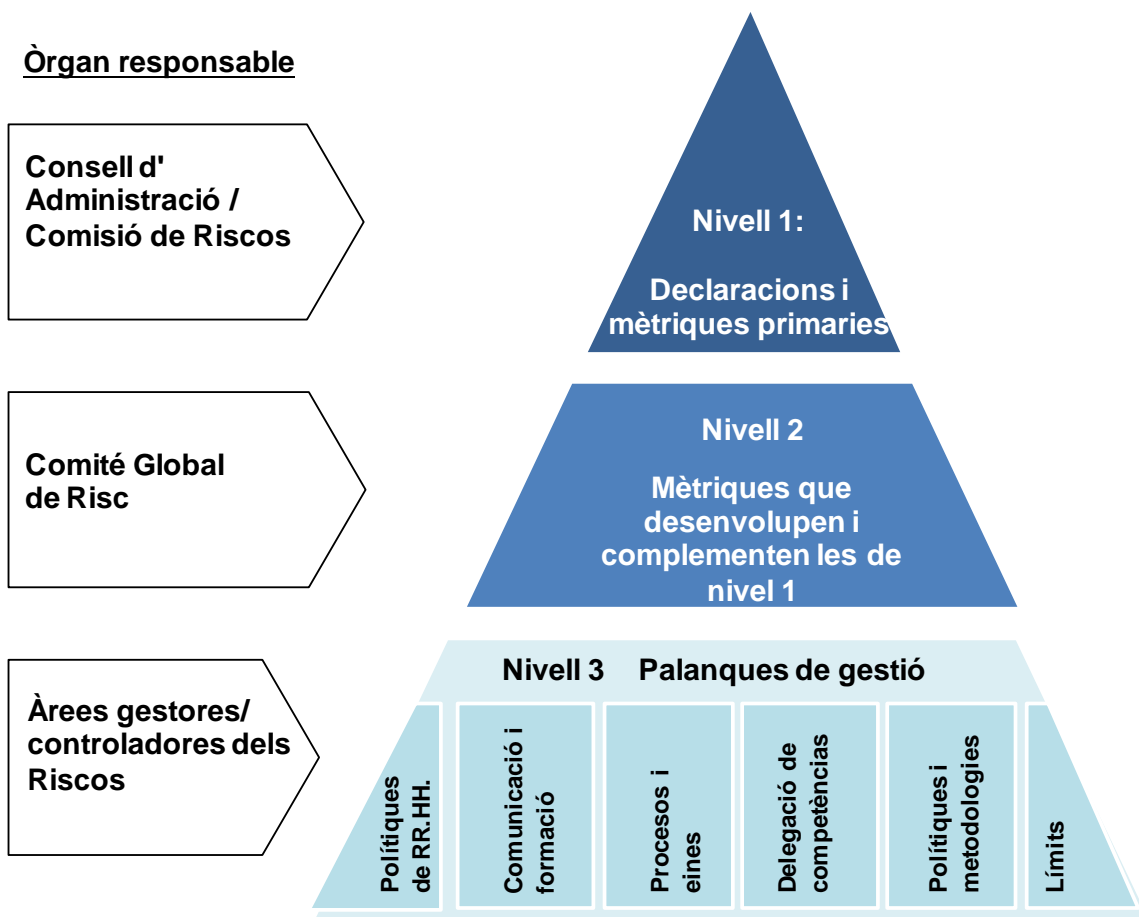 Òrgan responsable
Consell d'
Administració /
Comisió de Riscos
Nivell 1:
Declaracions i
mètriques primaries
Comité Global
de Risc
Nivell 2
Mètriques que
desenvolupen i
complementen les de
nivel 1
Àrees gestores/
controladores dels
Riscos
Nivell 3 Palanques de gestió
Polítiques
de RR.HH.
Comunicació i
formació
Procesos i
eines
Delegació de
competències
Polítiques i
metodologies
Límits